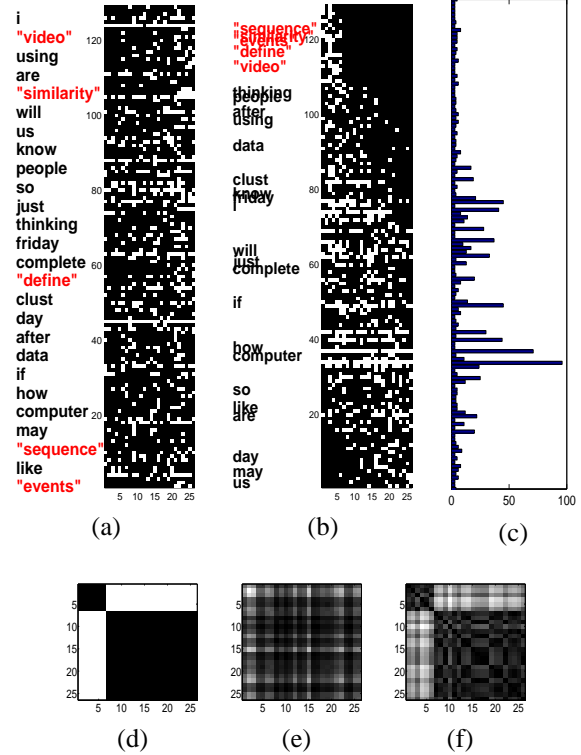 i
"video"
using
are
"similarity"
will
us
know
people
so
just
thinking
friday
complete
"define"
clust
day
after
data
if
how
computer
may
"sequence"
like
"events"
120
100
80
60
40
20
5 10 15 20 25
(a)
"sequence"
"similarity"
"events"
"define"
"video"
thinking
people
after
using
data
clust
know
friday
i
will
just
complete
if
how
computer
so
like
are
day
may
us
120
100
80
60
40
20
5 10 15 20 25
(b)
0 50 100
(c)
5
10
15
20
25
5 15 25
(d)
5
10
15
20
25
5 10 15 20 25
(e)
5
10
15
20
25
5 10 15 20 25
(f)